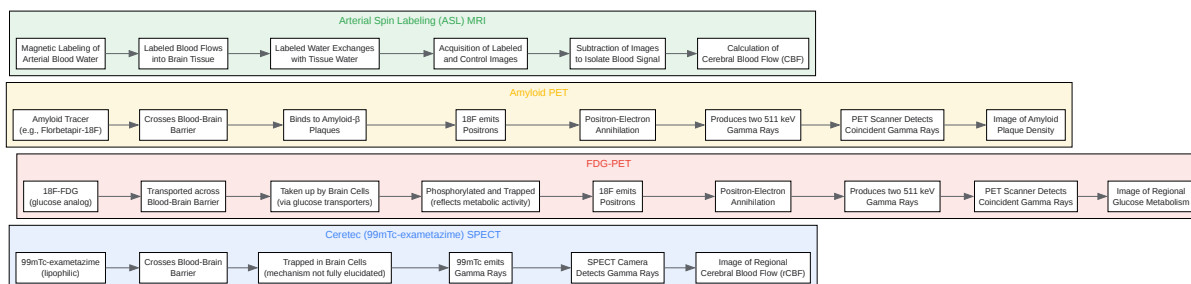 Arterial Spin Labeling (ASL) MRI
Magnetic Labeling of
Arterial Blood Water
Labeled Blood Flows
into Brain Tissue
Labeled Water Exchanges
with Tissue Water
Acquisition of Labeled
and Control Images
Subtraction of Images
to Isolate Blood Signal
Calculation of
Cerebral Blood Flow (CBF)
Amyloid PET
Amyloid Tracer
(e.g., Florbetapir-18F)
Crosses Blood-Brain
Barrier
Binds to Amyloid-β
Plaques
18F emits
Positrons
Positron-Electron
Annihilation
Produces two 511 keV
Gamma Rays
PET Scanner Detects
Coincident Gamma Rays
Image of Amyloid
Plaque Density
FDG-PET
18F-FDG
(glucose analog)
Transported across
Blood-Brain Barrier
Taken up by Brain Cells
(via glucose transporters)
Phosphorylated and Trapped
(reflects metabolic activity)
18F emits
Positrons
Positron-Electron
Annihilation
Produces two 511 keV
Gamma Rays
PET Scanner Detects
Coincident Gamma Rays
Image of Regional
Glucose Metabolism
Ceretec (99mTc-exametazime) SPECT
99mTc-exametazime
(lipophilic)
Crosses Blood-Brain
Barrier
Trapped in Brain Cells
(mechanism not fully elucidated)
99mTc emits
Gamma Rays
SPECT Camera
Detects Gamma Rays
Image of Regional
Cerebral Blood Flow (rCBF)